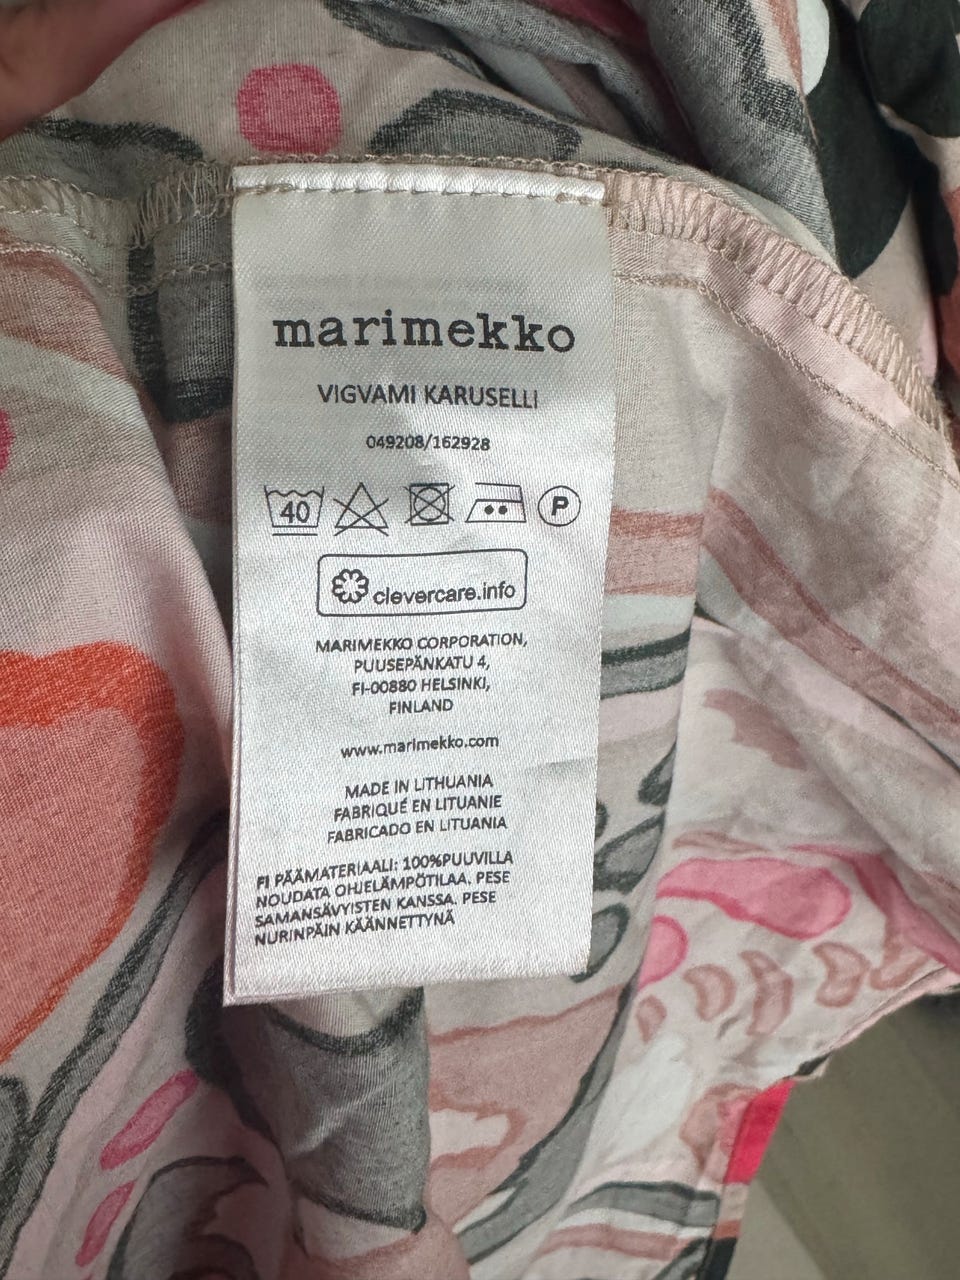 marimekko
VIGVAMI KARUSELLI
049208/162928
40 P
clevercare.info
MARIMEKKO CORPORATION,
PUUSEPÄNKATU 4,
FI-00880 HELSINKI,
FINLAND
www.marimekko.com
MADE IN LITHUANIA
FABRIQUÉ EN LITUANIE
FABRICADO EN LITUANIA
FI PÄÄMATERIAALI: 100%PUUVILLA
NOUDATA OHJELÄMPÖTILAA. PESE
SAMANSÄVYISTEN KANSSA. PESE
NURINPÄIN KÄÄNNETTYNÄ